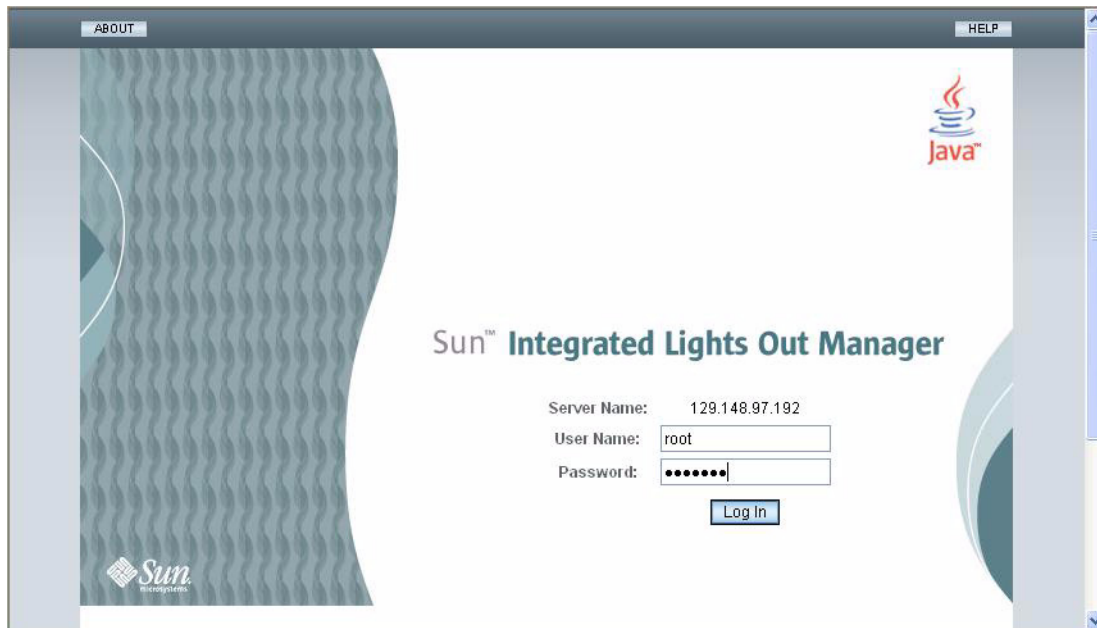 ABOUT
HELP
Java™
Sun™ Integrated Lights Out Manager
Server Name: 129.148.97.192
User Name: root
Password: •••••••
Log In
Sun
microsystems